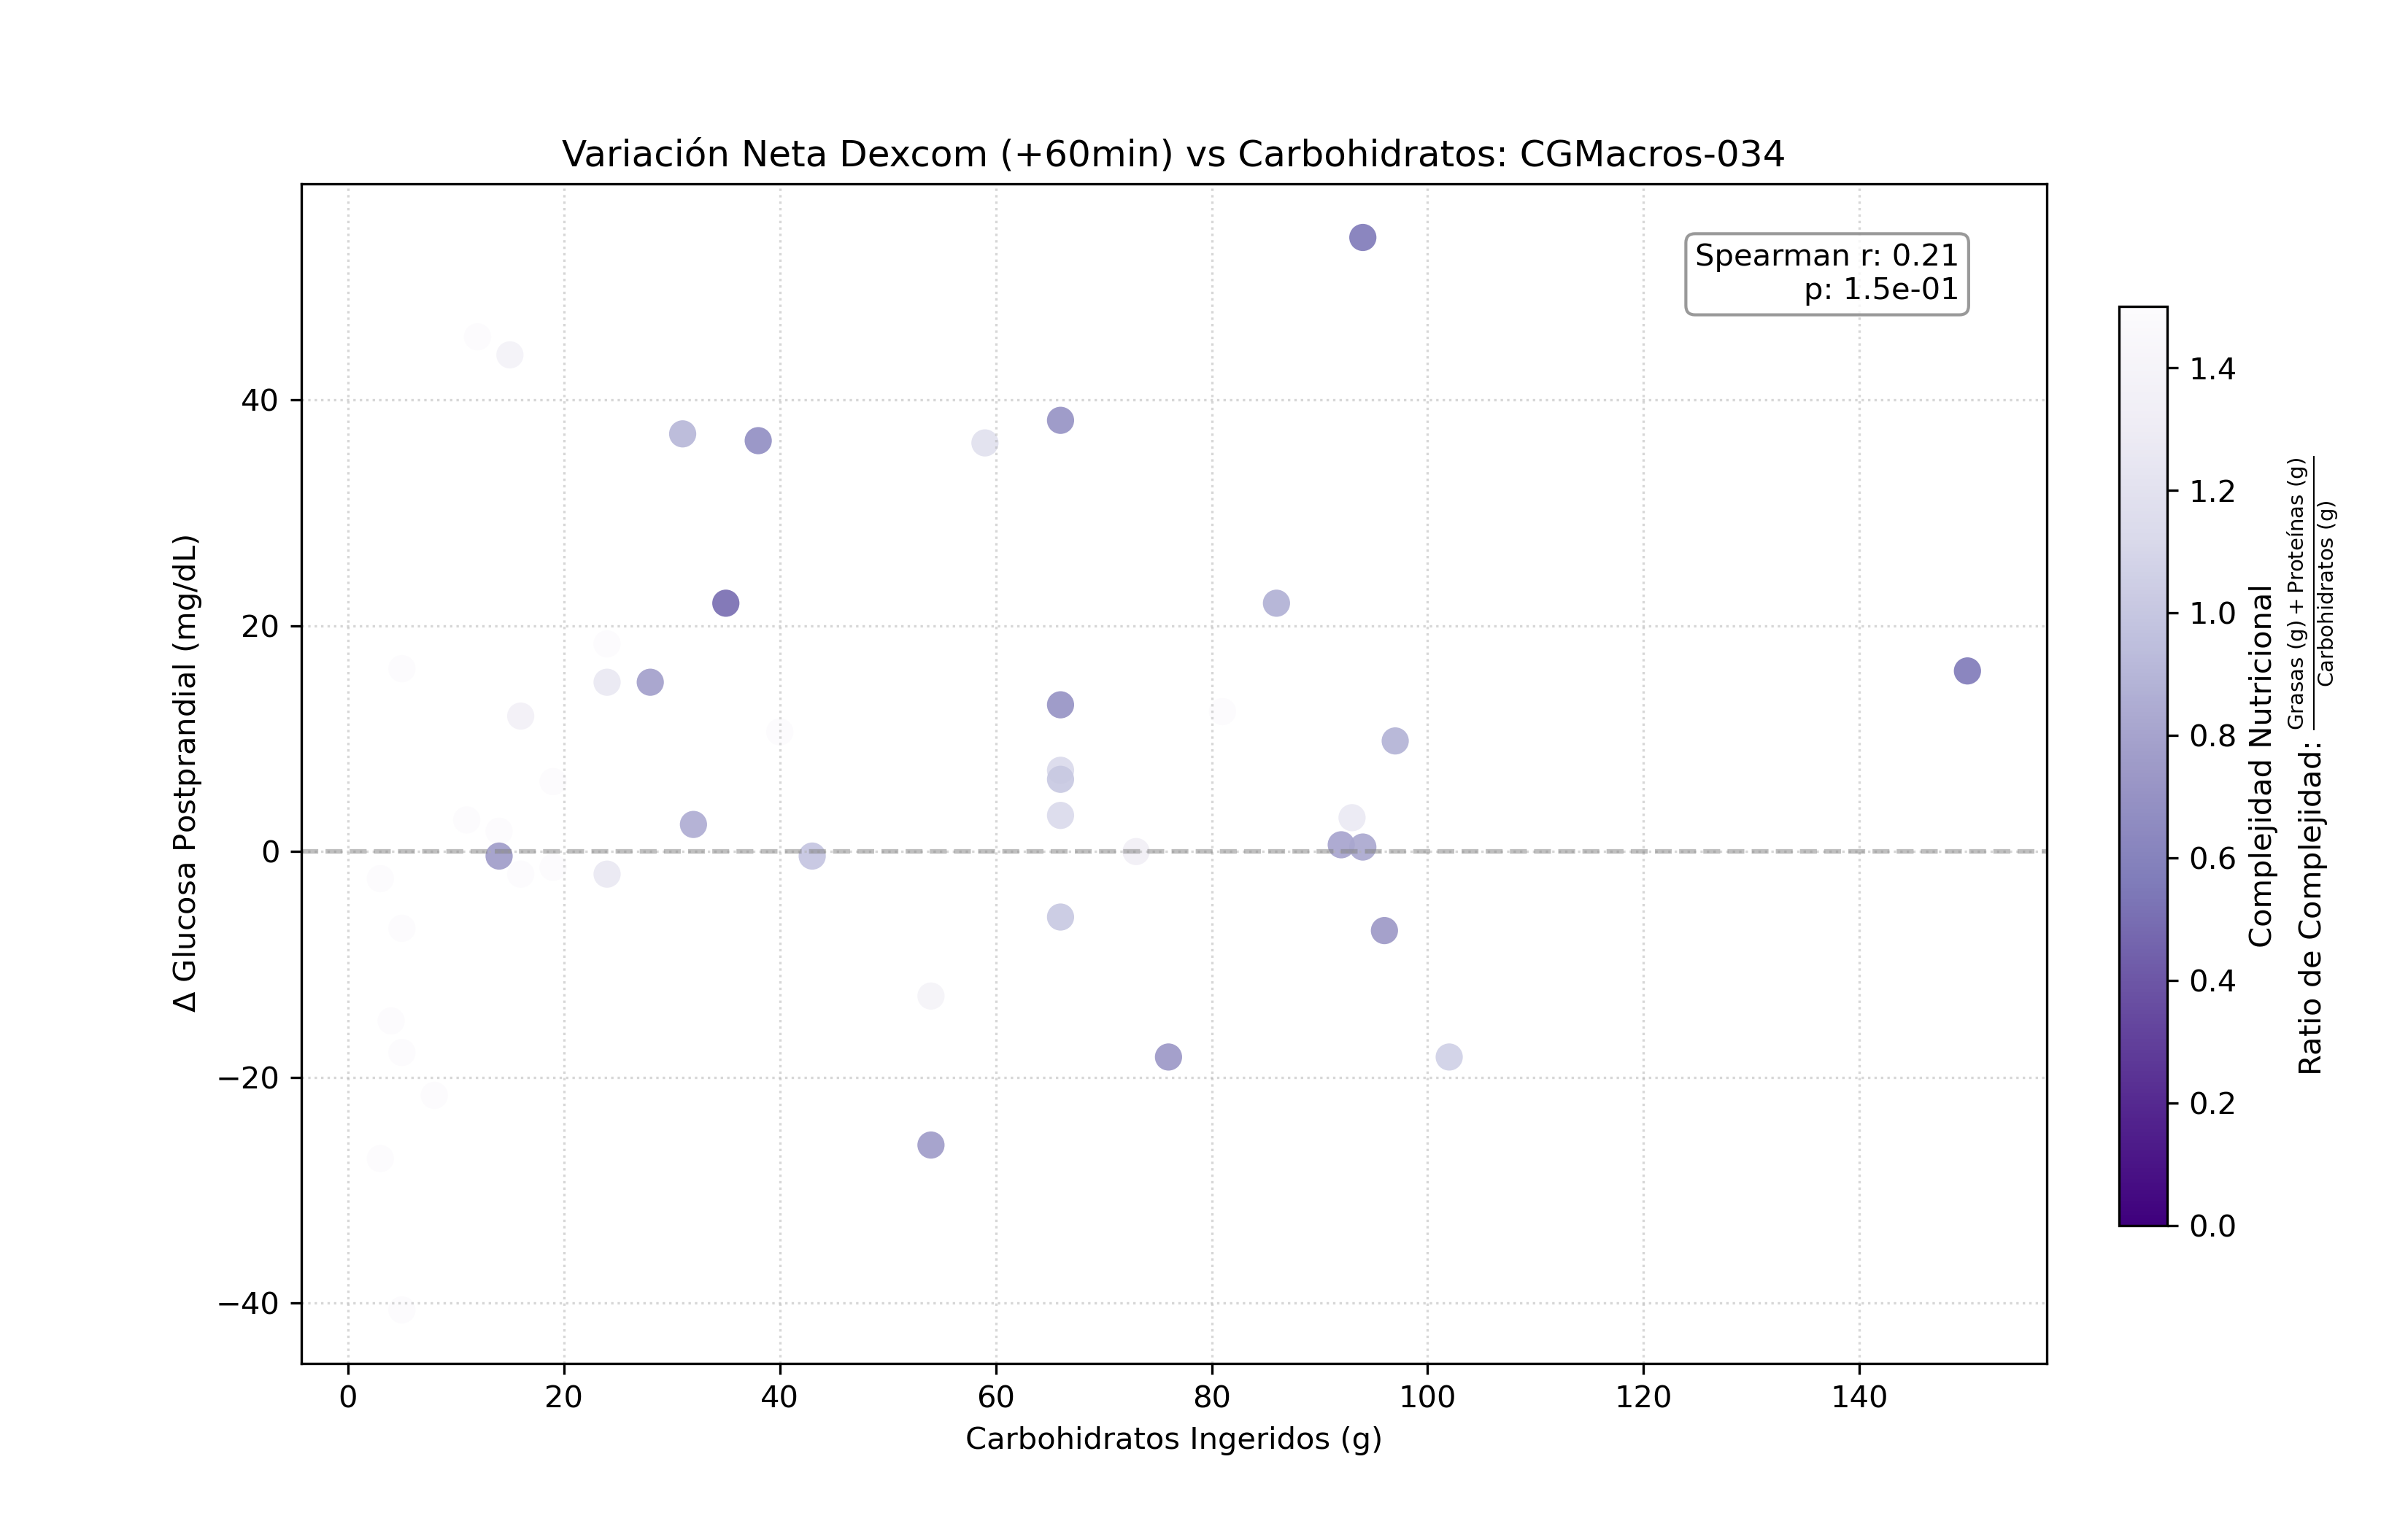 Variación Neta Dexcom (+60min) vs Carbohidratos: CGMacros-034
Spearman r: 0.21
p: 1.5e-01
Δ Glucosa Postprandial (mg/dL)
40
20
0
−20
−40
0
20
40
60
80
100
120
140
Carbohidratos Ingeridos (g)
1.4
1.2
1.0
0.8
0.6
0.4
0.2
0.0
Complejidad Nutricional
Ratio de Complejidad: Grasas (g) + Proteínas (g)
Carbohidratos (g)